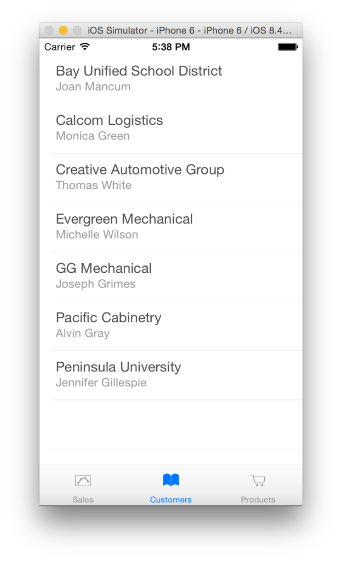 iOS Simulator - iPhone 6 - iPhone 6 / iOS 8.4...
Carrier 5:38 PM
Bay Unified School District
Joan Mancum
Calcom Logistics
Monica Green
Creative Automotive Group
Thomas White
Evergreen Mechanical
Michelle Wilson
GG Mechanical
Joseph Grimes
Pacific Cabinetry
Alvin Gray
Peninsula University
Jennifer Gillespie
Sales Customers Products